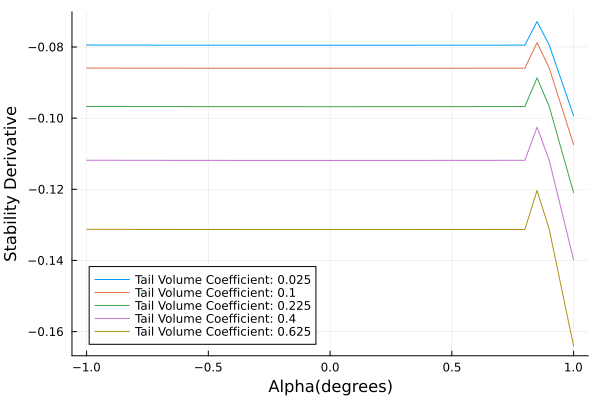 −0.08
−0.10
−0.12
−0.14
−0.16
Stability Derivative
Tail Volume Coefficient: 0.025
Tail Volume Coefficient: 0.1
Tail Volume Coefficient: 0.225
Tail Volume Coefficient: 0.4
Tail Volume Coefficient: 0.625
−1.0 −0.5 0.0 0.5 1.0
Alpha(degrees)